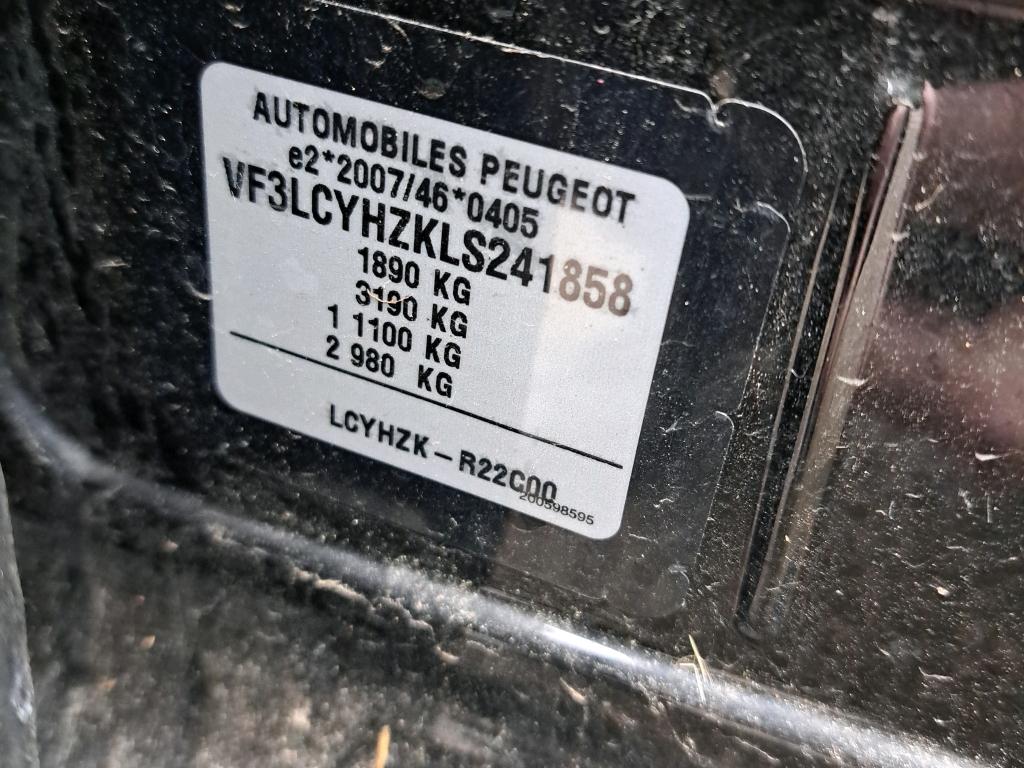 AUTOMOBILES PEUGEOT
e2*2007/46*0405
VF3LCYHZKLS241858
1890 KG
3190 KG
1 1100 KG
2 980 KG
LCYHZK – R22C00
200598595